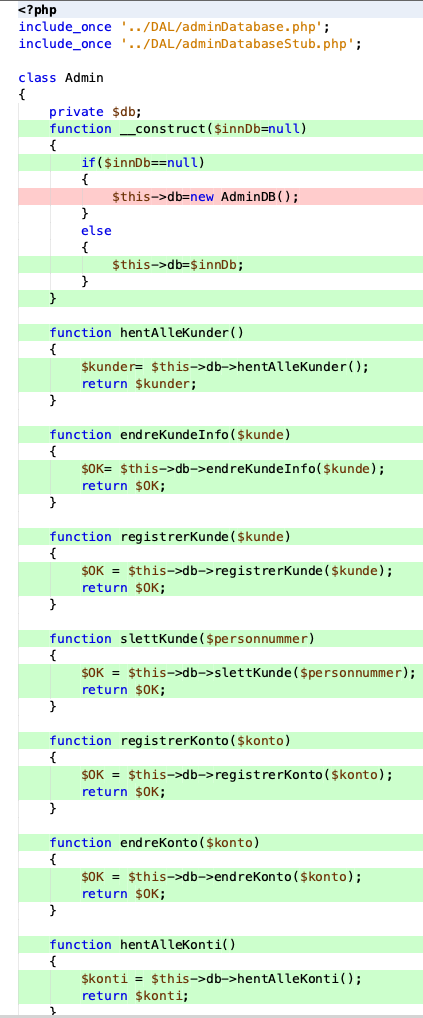 <?php
include_once '../DAL/adminDatabase.php';
include_once '../DAL/adminDatabaseStub.php';

class Admin
{
    private $db;
    function __construct($innDb=null)
    {
        if($innDb==null)
        {
            $this->db=new AdminDB();
        }
        else
        {
            $this->db=$innDb;
        }
    }

    function hentAlleKunder()
    {
        $kunder= $this->db->hentAlleKunder();
        return $kunder;
    }

    function endreKundeInfo($kunde)
    {
        $OK= $this->db->endreKundeInfo($kunde);
        return $OK;
    }

    function registrerKunde($kunde)
    {
        $OK = $this->db->registrerKunde($kunde);
        return $OK;
    }

    function slettKunde($personnummer)
    {
        $OK = $this->db->slettKunde($personnummer);
        return $OK;
    }

    function registrerKonto($konto)
    {
        $OK = $this->db->registrerKonto($konto);
        return $OK;
    }

    function endreKonto($konto)
    {
        $OK = $this->db->endreKonto($konto);
        return $OK;
    }

    function hentAlleKonti()
    {
        $konti = $this->db->hentAlleKonti();
        return $konti;
    }